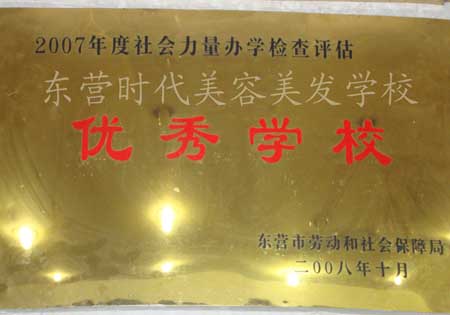 2007年度社会力量办学检查评估
东营时代美容美发学校
优秀学校
东营市劳动和社会保障局
二00八年十月